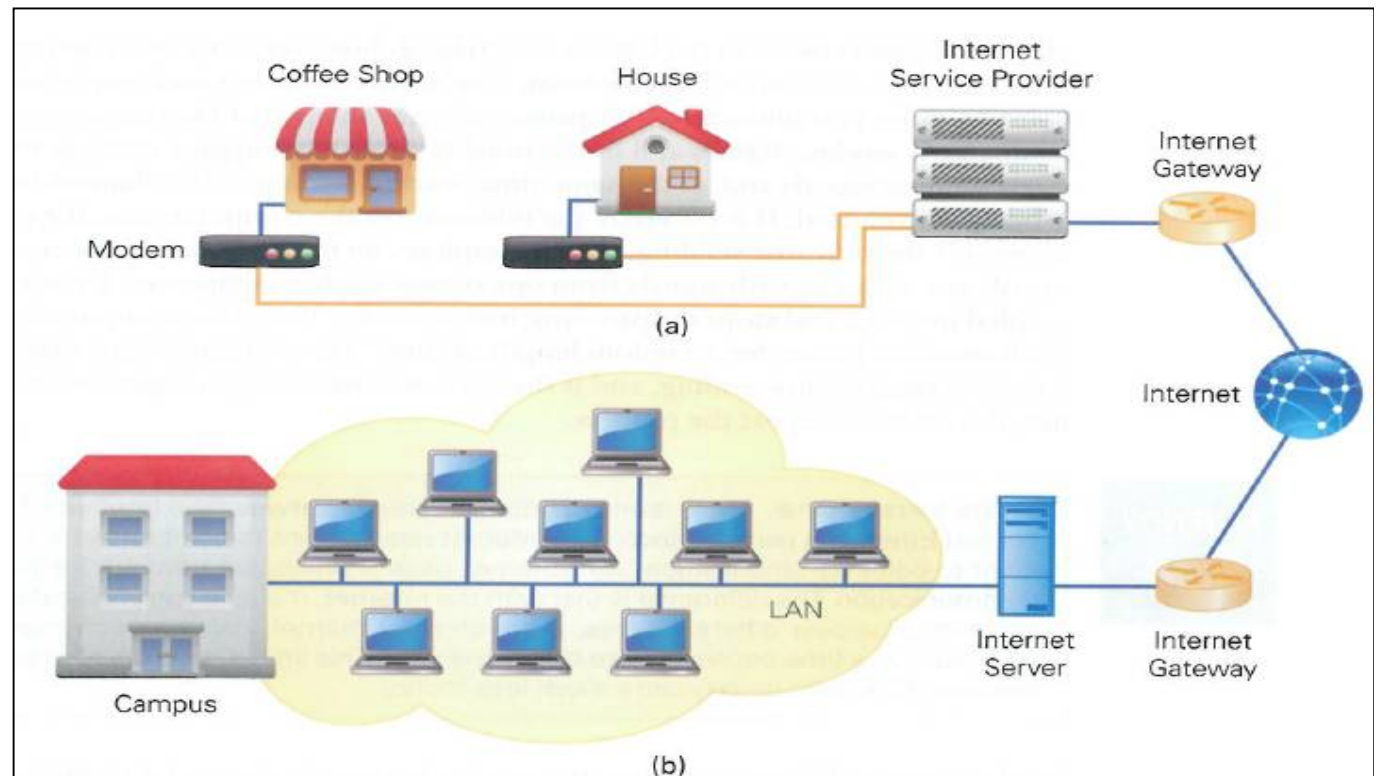 Coffee Shop
House
Internet
Service Provider
Internet
Gateway
Modem
(a)
Internet
LAN
Internet
Server
Internet
Gateway
Campus
(b)